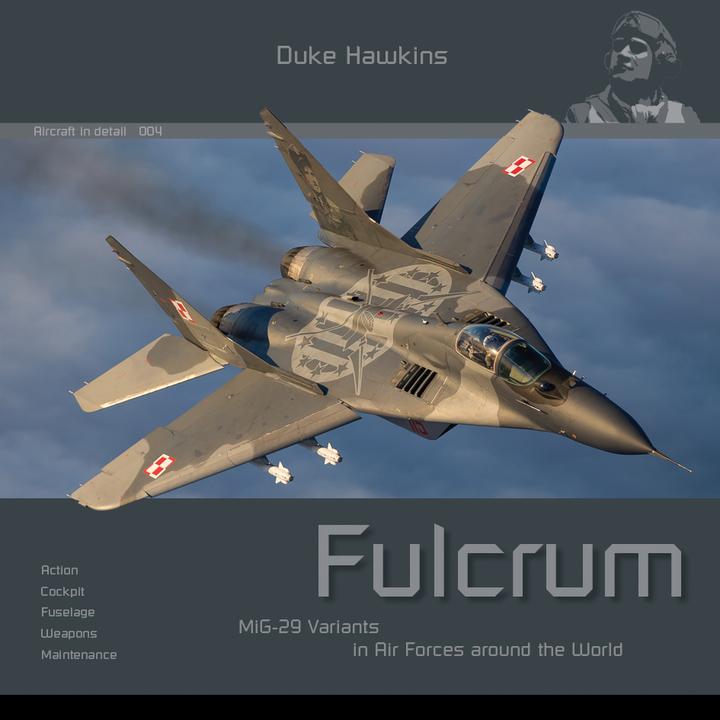 Duke Hawkins
Aircraft in detail 004
Fulcrum
Action
Cockpit
Fuselage
Weapons
Maintenance
MiG-29 Variants
in Air Forces around the World